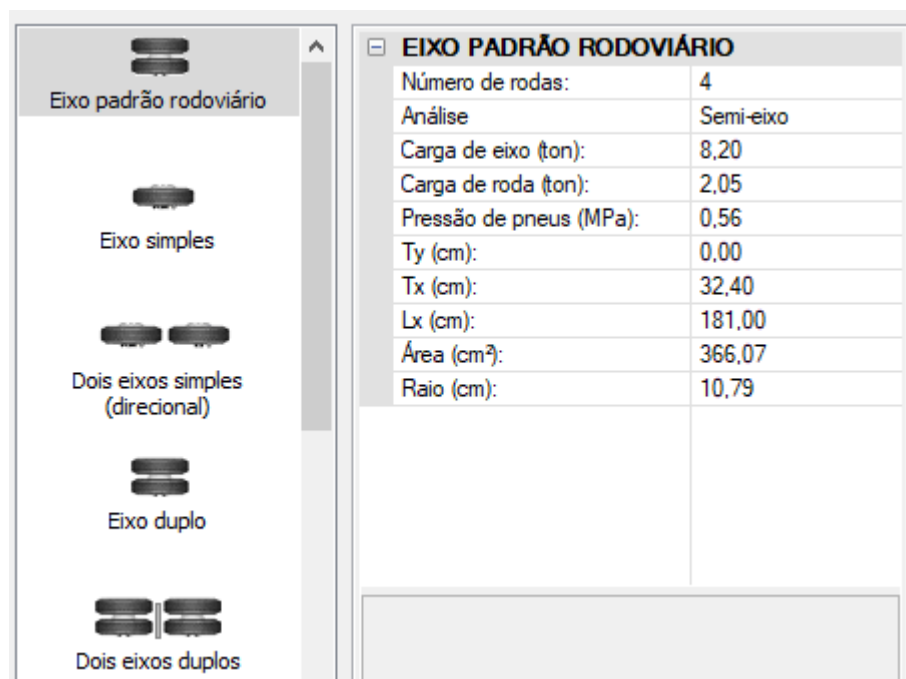 Eixo padrão rodoviário
Eixo simples
Dois eixos simples
(direcional)
Eixo duplo
Dois eixos duplos
EIXO PADRÃO RODOVIÁRIO
Número de rodas: 4
Análise Semi-eixo
Carga de eixo (ton): 8,20
Carga de roda (ton): 2,05
Pressão de pneus (MPa): 0,56
Ty (cm): 0,00
Tx (cm): 32,40
Lx (cm): 181,00
Área (cm²): 366,07
Raio (cm): 10,79